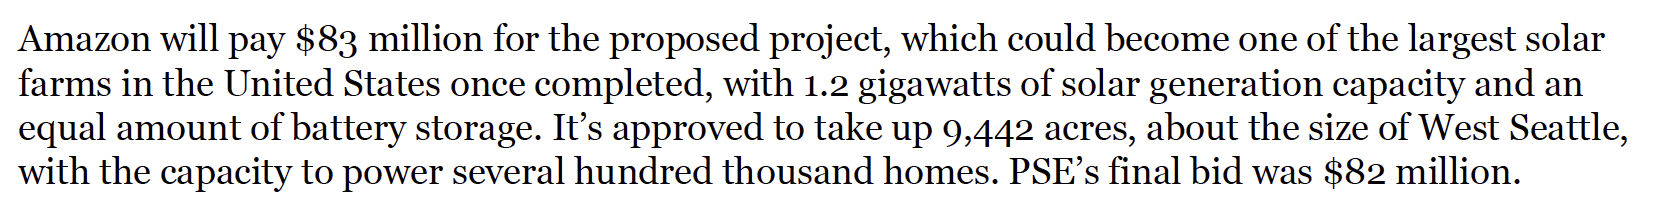 Amazon will pay $83 million for the proposed project, which could become one of the largest solar
farms in the United States once completed, with 1.2 gigawatts of solar generation capacity and an
equal amount of battery storage. It’s approved to take up 9,442 acres, about the size of West Seattle,
with the capacity to power several hundred thousand homes. PSE’s final bid was $82 million.